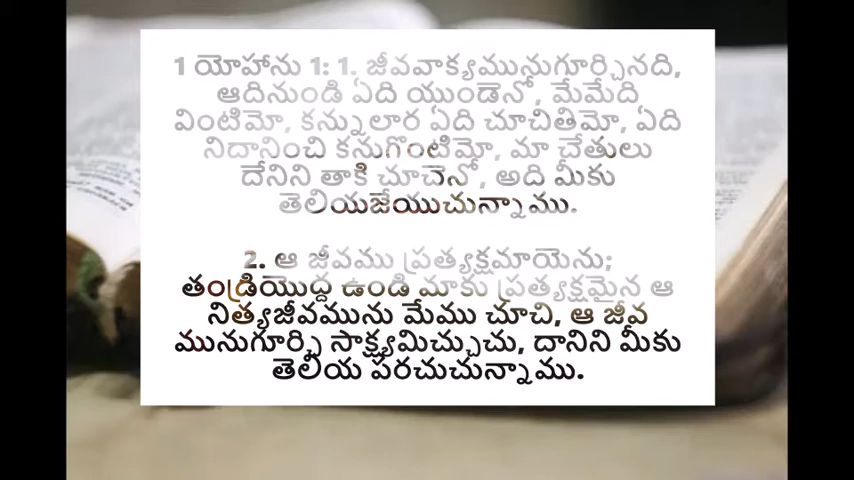 1 యోహాను 1: 1. జీవవాక్యమునుగూర్చినది,
ఆదినుండి ఏది యుండెనో, మేమేది
వింటిమో, కన్నులార ఏది చూచితిమో, ఏది
నిదానించి కనుగొంటిమో, మా చేతులు
దేనిని తాకి చూచెనో, అది మీకు
తెలియజేయుచున్నాము.
2. ఆ జీవము ప్రత్యక్షమాయెను;
తండ్రియొద్ద ఉండి మాకు ప్రత్యక్షమైన ఆ
నిత్యజీవమును మేము చూచి, ఆ జీవ
మునుగూర్చి సాక్ష్యమిచ్చుచు, దానిని మీకు
తెలియ పరచుచున్నాము.